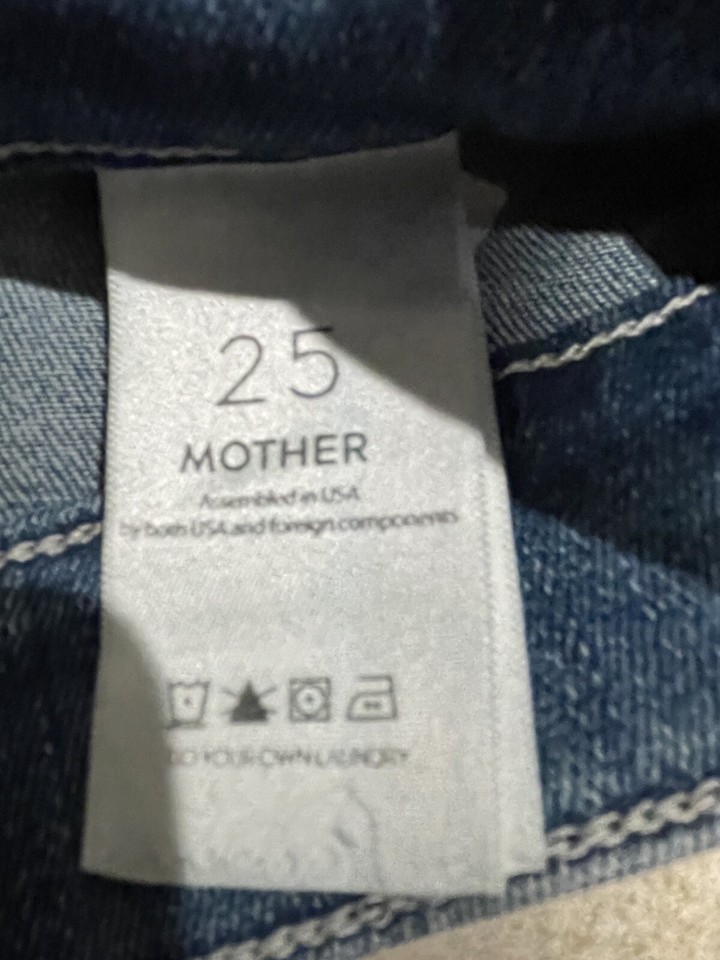 25
MOTHER
Assembled in USA
by both USA and foreign components
DO YOUR OWN LAUNDRY